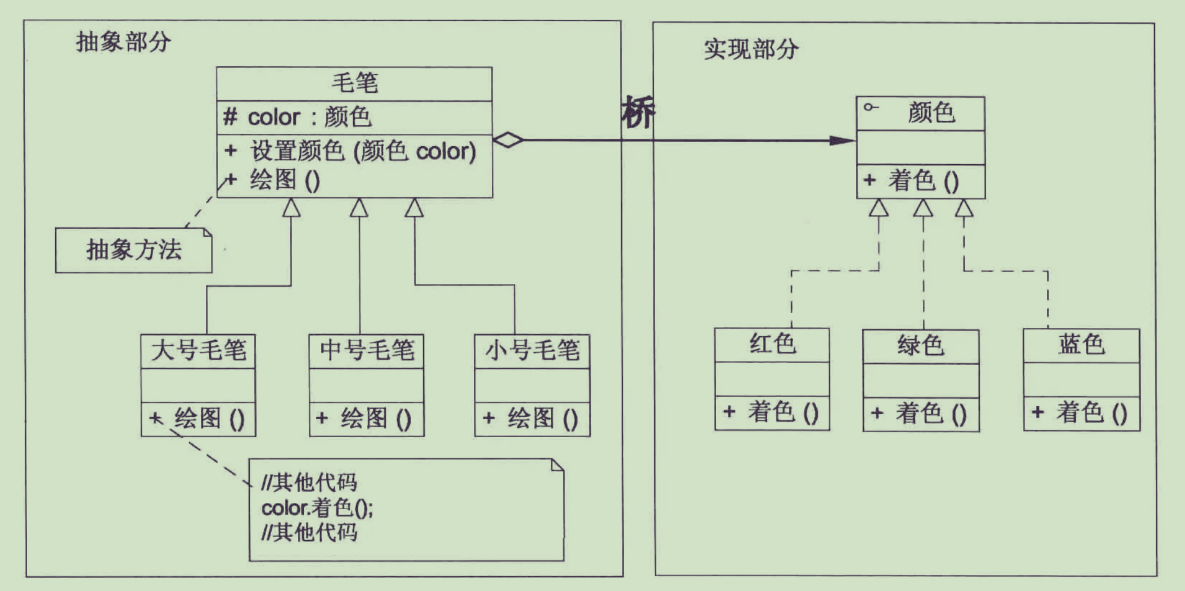 抽象部分
毛笔
# color : 颜色
+ 设置颜色 (颜色 color)
+ 绘图 ()
抽象方法
大号毛笔
+ 绘图 ()
中号毛笔
+ 绘图 ()
小号毛笔
+ 绘图 ()
//其他代码
color.着色();
//其他代码
桥
实现部分
颜色
+ 着色 ()
红色
+ 着色 ()
绿色
+ 着色 ()
蓝色
+ 着色 ()